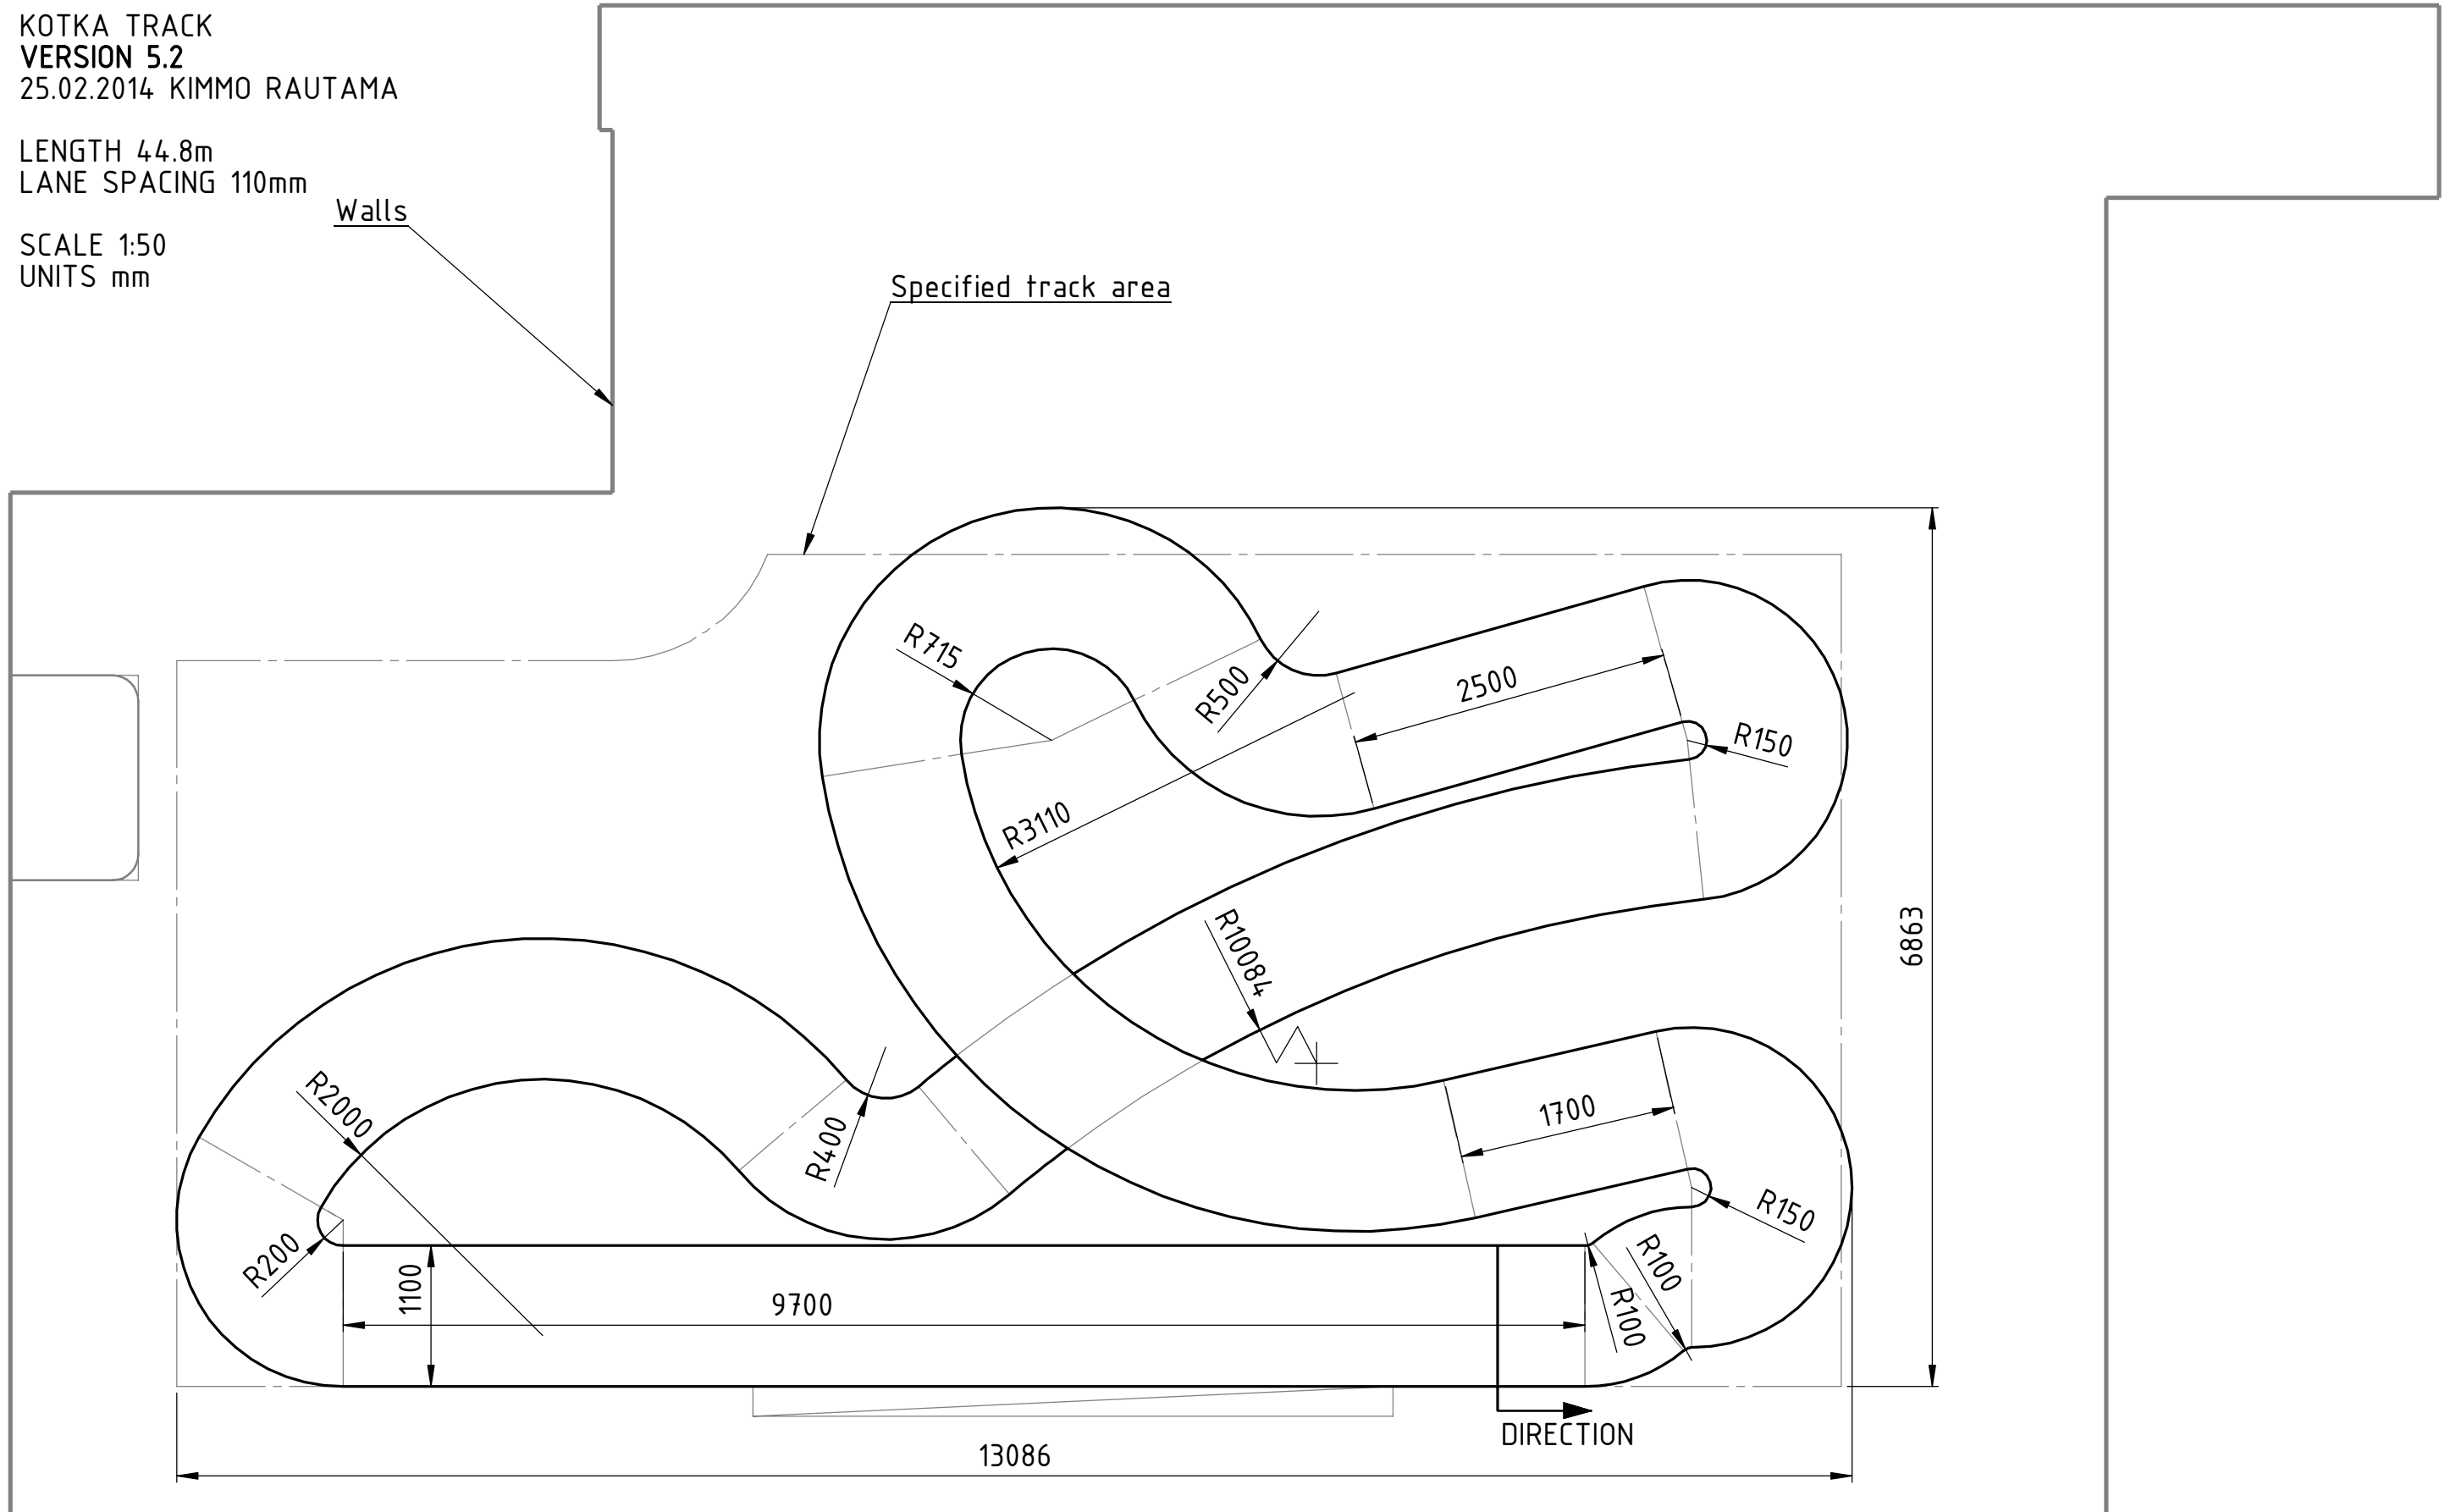 KOTKA TRACK
VERSION 5.2
25.02.2014 KIMMO RAUTAMA
LENGTH 44.8m
LANE SPACING 110mm
SCALE 1:50
UNITS mm
Walls
Specified track area
R715
R500
2500
R150
R3110
R10084
6863
R2000
R400
1700
R150
R200
1100
9700
R100
R100
DIRECTION
13086